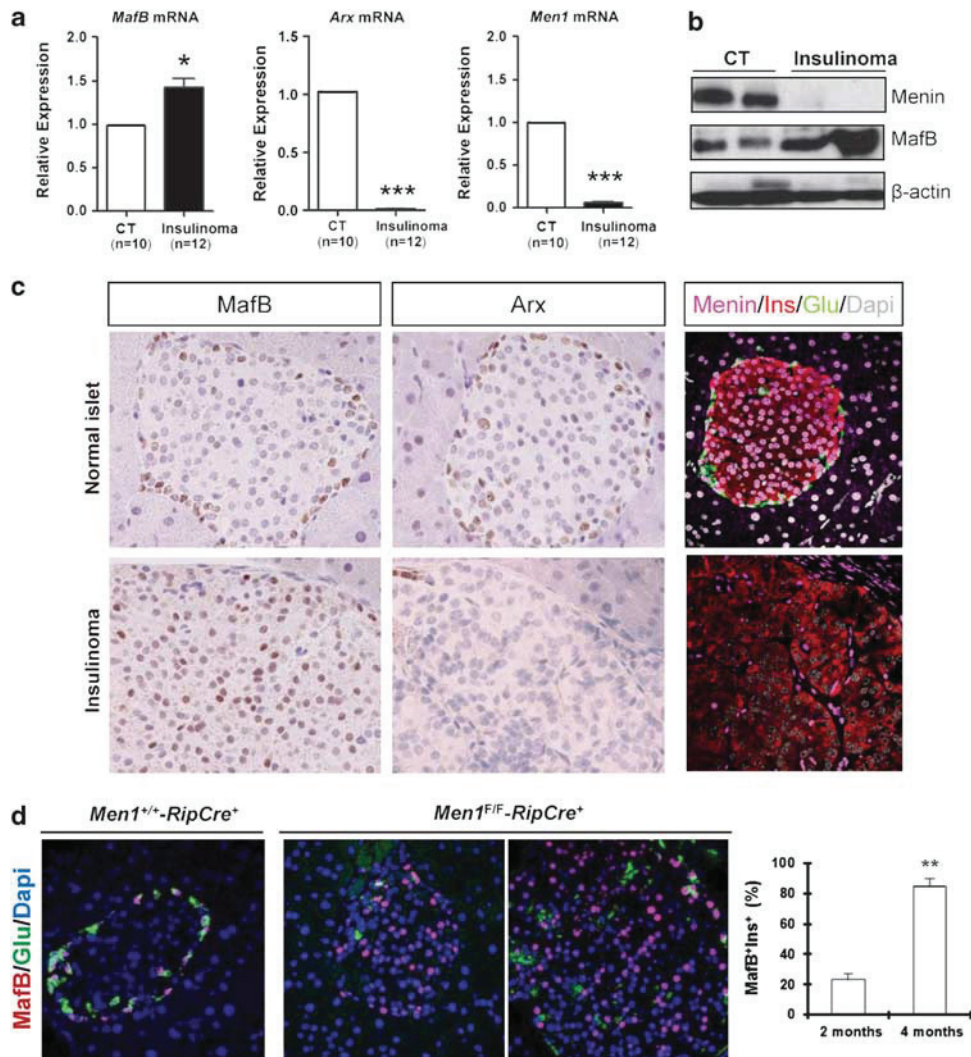 a
MafB mRNA
Relative Expression
2.0
1.5
1.0
0.5
0.0
*
CT
(n=10)
Insulinoma
(n=12)
Arx mRNA
Relative Expression
1.5
1.0
0.5
0.0
***
CT
(n=10)
Insulinoma
(n=12)
Men1 mRNA
Relative Expression
2.0
1.5
1.0
0.5
0.0
***
CT
(n=10)
Insulinoma
(n=12)
b
CT Insulinoma
Menin
MafB
β-actin
c
MafB
Arx
Menin/Ins/Glu/Dapi
Normal islet
Insulinoma
d
Men1+/+-RipCre+
Men1F/F-RipCre+
MafB/Glu/Dapi
MafB+Ins+ (%)
100
80
60
40
20
0
**
2 months
4 months